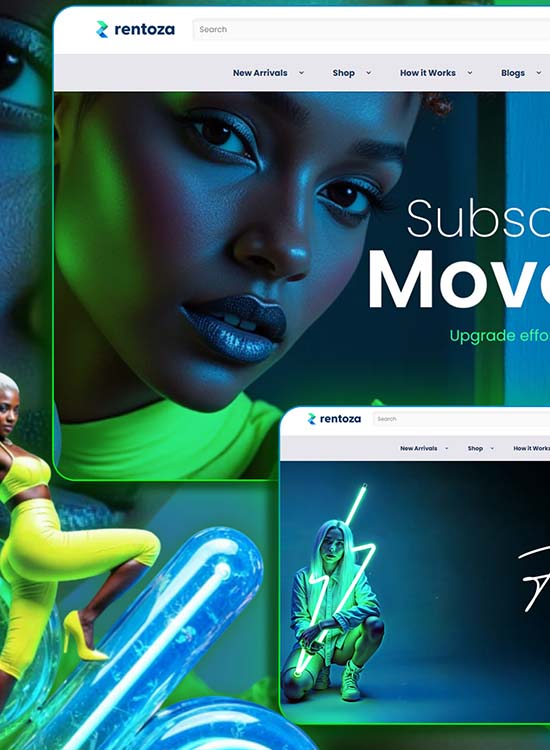 rentoza
Search
New Arrivals Shop How it Works Blogs
Subsc
Move
Upgrade effo
rentoza
Search
New Arrivals Shop How it Works